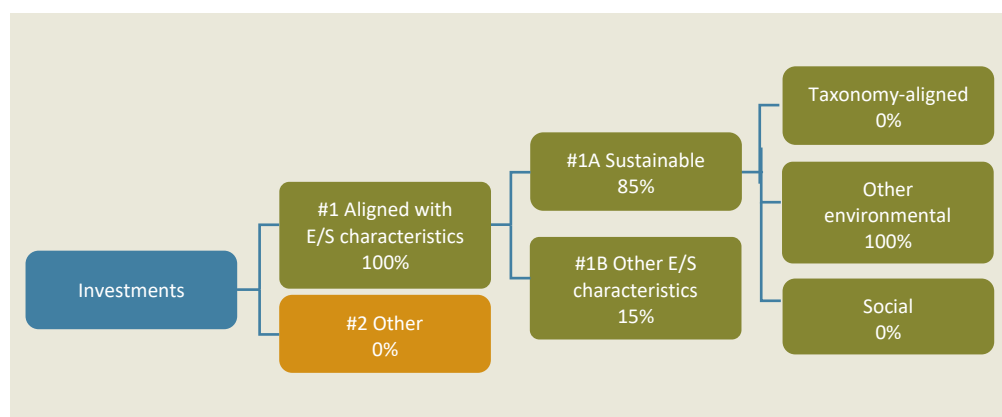 Investments
#1 Aligned with
E/S characteristics
100%
#2 Other
0%
#1A Sustainable
85%
#1B Other E/S
characteristics
15%
Taxonomy-aligned
0%
Other
environmental
100%
Social
0%